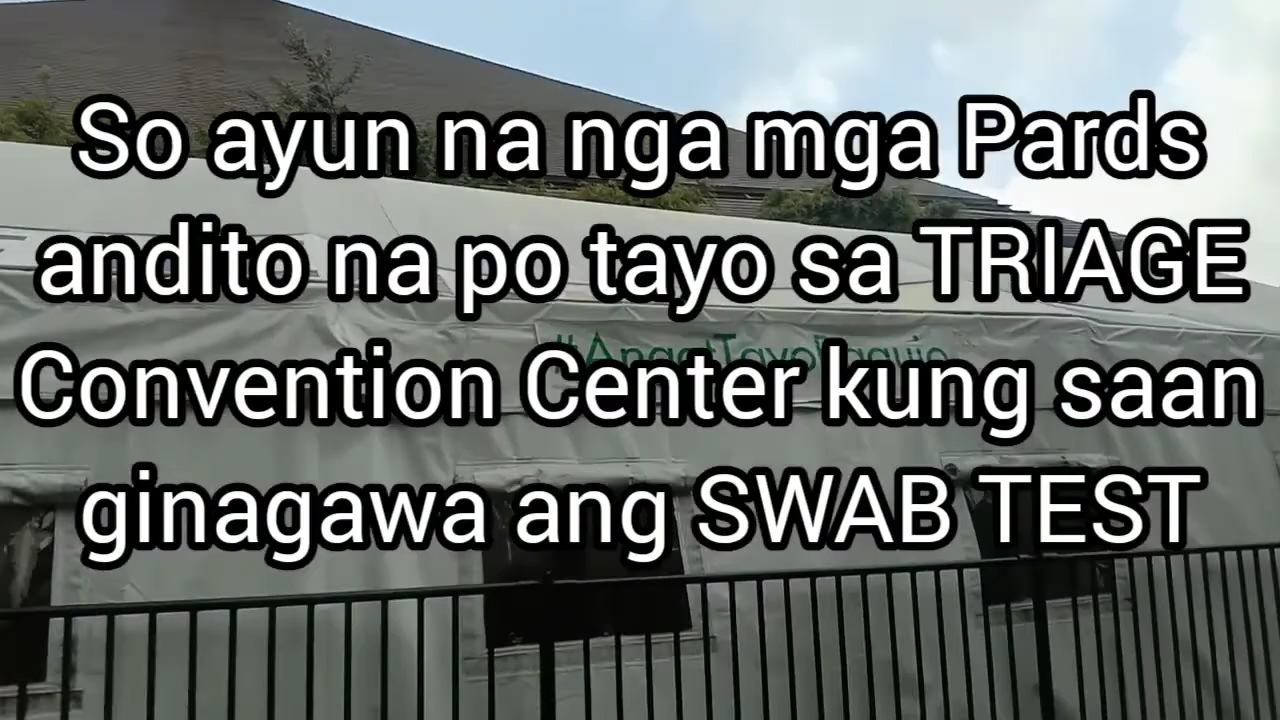 So ayun na nga mga Pards
andito na po tayo sa TRIAGE
Convention Center kung saan
ginagawa ang SWAB TEST